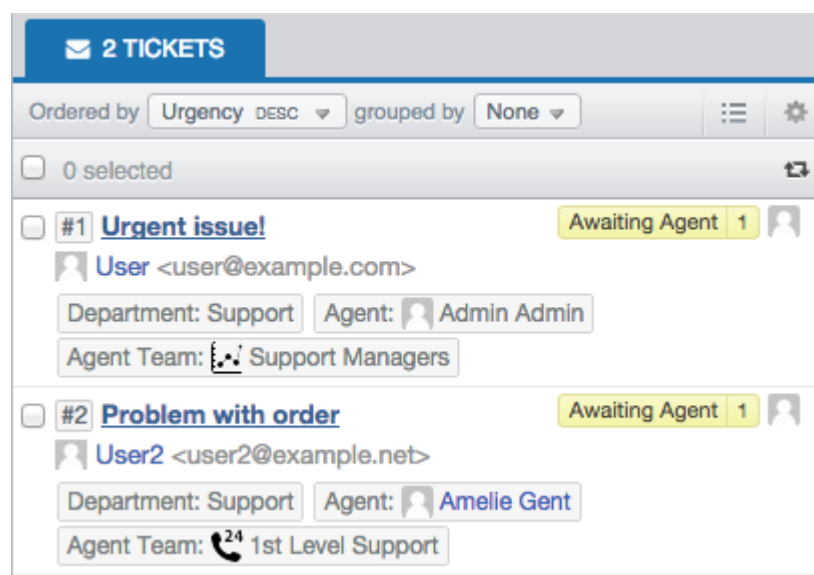 2 TICKETS
Ordered by Urgency DESC grouped by None
0 selected
#1 Urgent issue! Awaiting Agent 1
User <user@example.com>
Department: Support Agent: Admin Admin
Agent Team: Support Managers
#2 Problem with order Awaiting Agent 1
User2 <user2@example.net>
Department: Support Agent: Amelie Gent
Agent Team: 24 1st Level Support